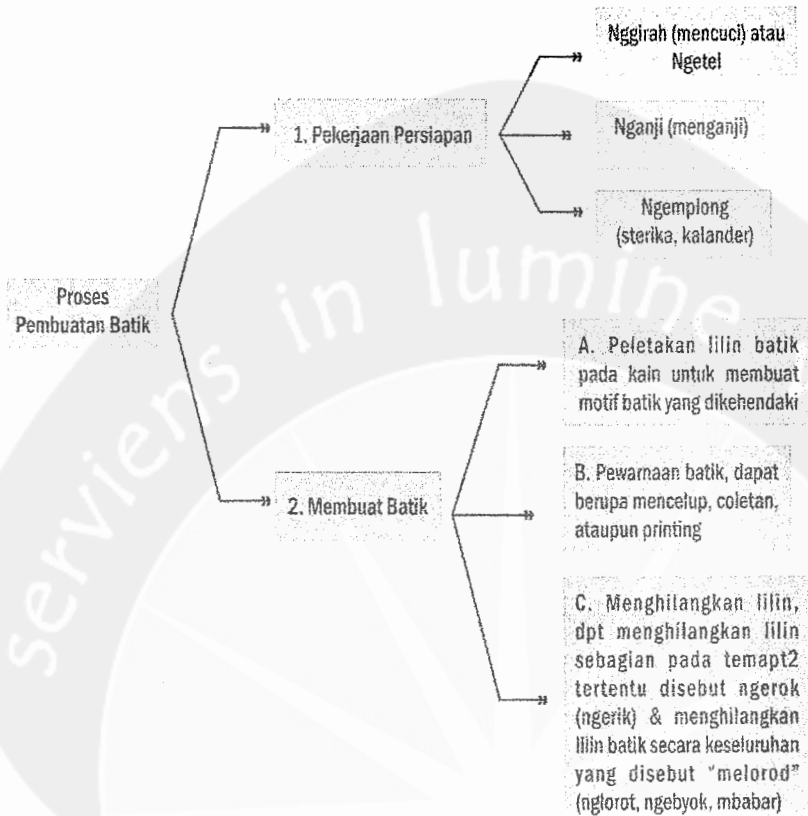 Nggirah (mencuci) atau
Ngetel
1. Pekerjaan Persiapan
Nganji (menganji)
Ngemplong
(sterika, kalander)
Proses
Pembuatan Batik
A. Peletakan lilin batik
pada kain untuk membuat
motif batik yang dikehendaki
2. Membuat Batik
B. Pewarnaan batik, dapat
berupa mencelup, coletan,
ataupun printing
C. Menghilangkan lilin,
dpt menghilangkan lilin
sebagian pada temapt2
tertentu disebut ngerok
(ngerik) & menghilangkan
lilin batik secara keseluruhan
yang disebut "melorod"
(nglorot, ngebyok, mbabar)
serviens in lumine